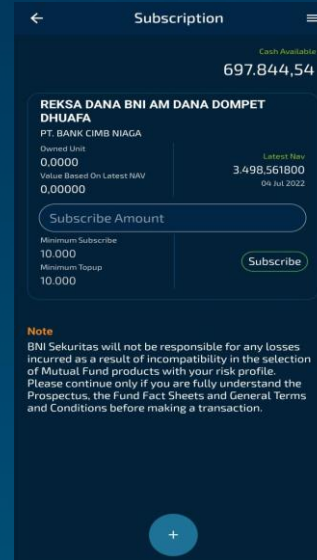 Subscription
Cash Available
697.844,54
REKSA DANA BNI AM DANA DOMPET
DHUAFA
PT. BANK CIMB NIAGA
Owned Unit
0,0000
Value Based On Latest NAV
0,00000
Latest Nav
3.498,561800
04 Jul 2022
Subscribe Amount
Minimum Subscribe
10.000
Minimum Topup
10.000
Subscribe
Note
BNI Sekuritas will not be responsible for any losses
incurred as a result of incompatibility in the selection
of Mutual Fund products with your risk profile.
Please continue only if you are fully understand the
Prospectus, the Fund Fact Sheets and General Terms
and Conditions before making a transaction.
+